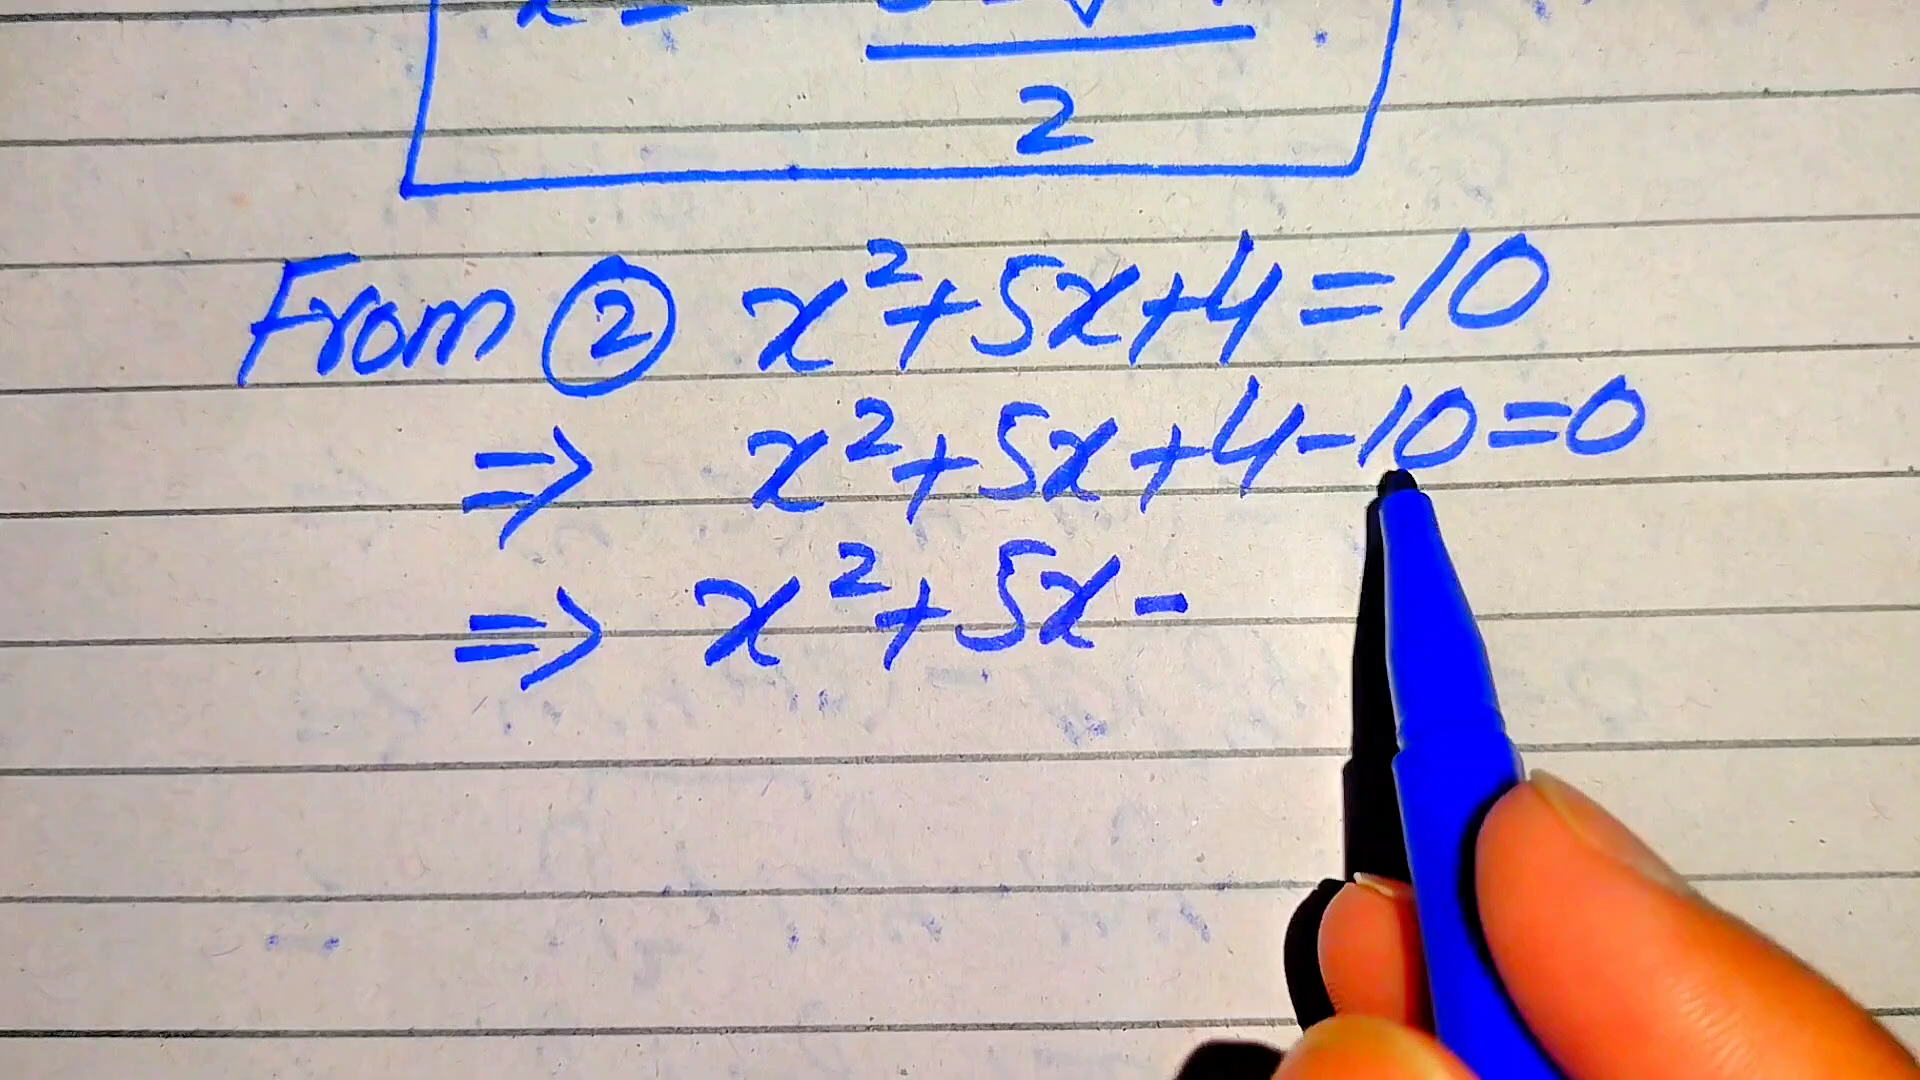 2
From ② x²+5x+4=10
⇒ x²+5x+4-10=0
⇒ x²+5x-